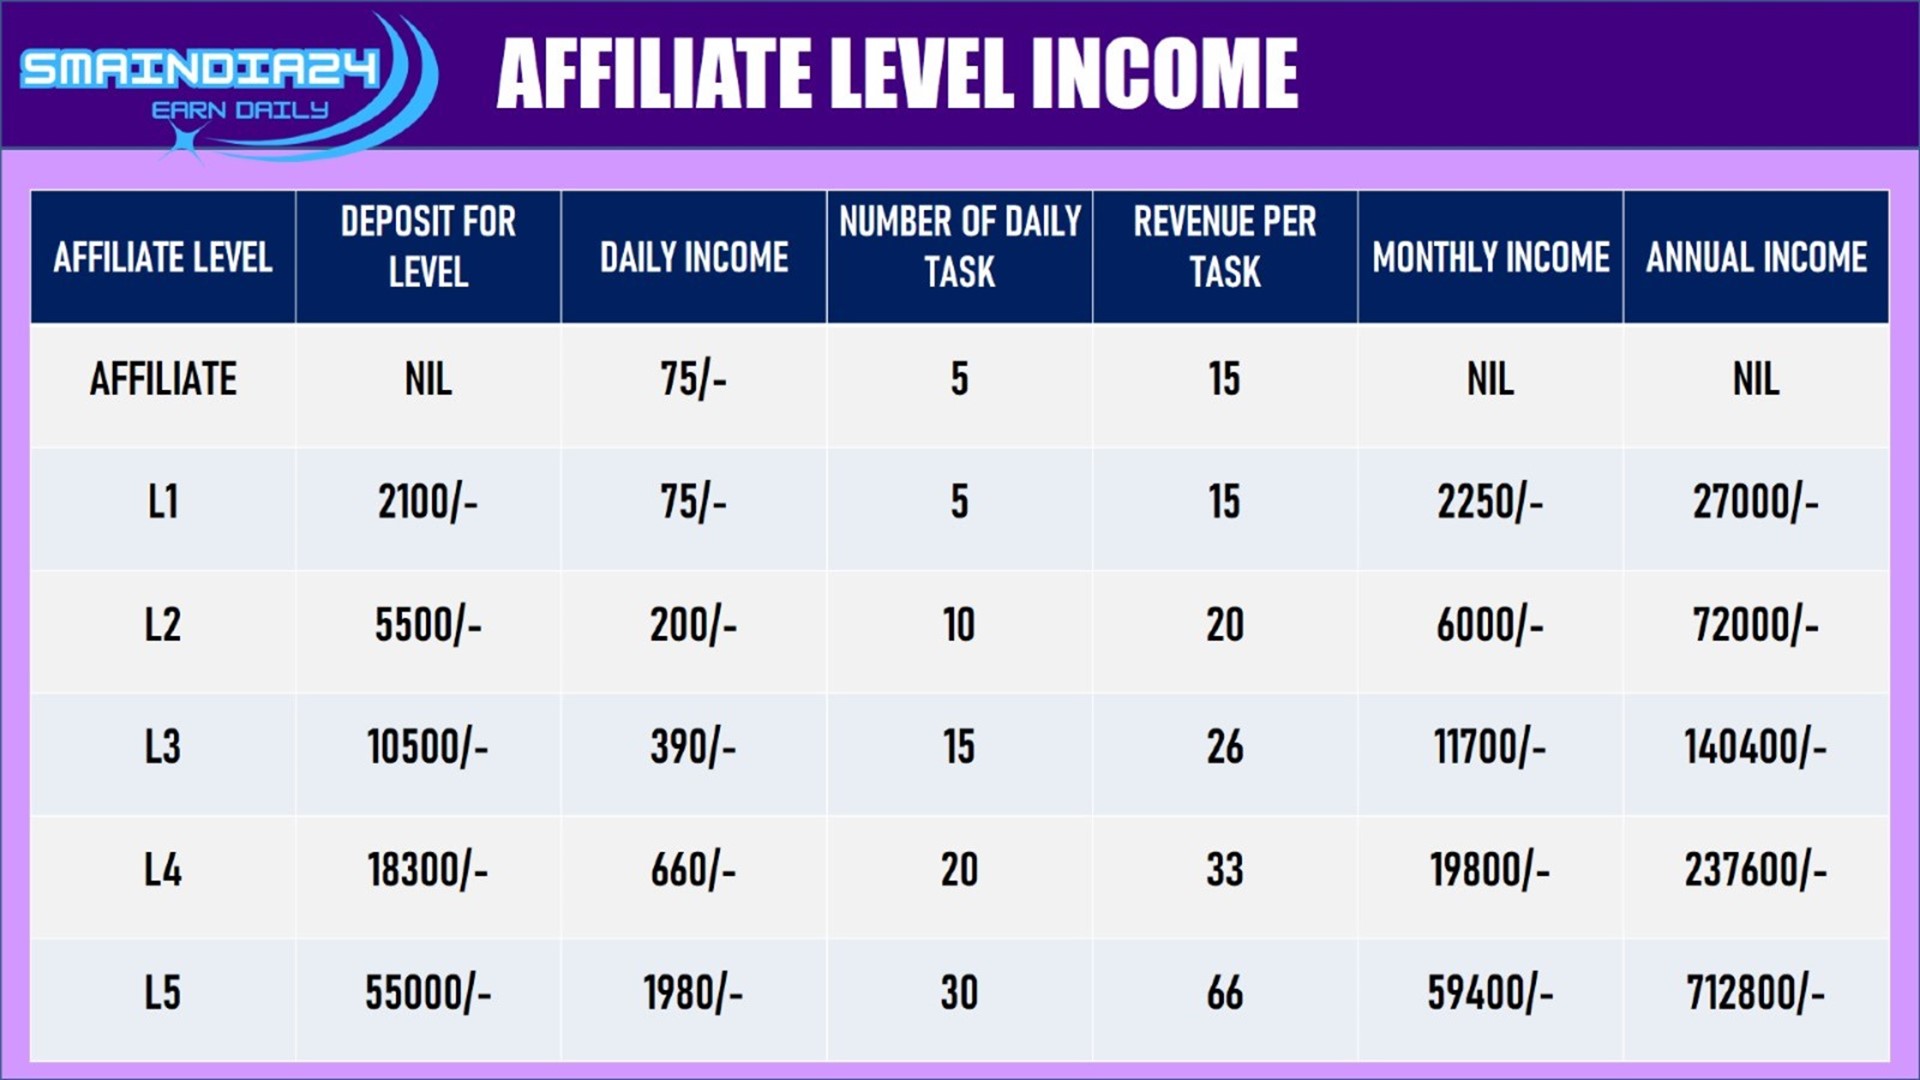 SMAINDIA24
EARN DAILY
AFFILIATE LEVEL INCOME
AFFILIATE LEVEL
DEPOSIT FOR
LEVEL
DAILY INCOME
NUMBER OF DAILY
TASK
REVENUE PER
TASK
MONTHLY INCOME
ANNUAL INCOME
AFFILIATE NIL 75/- 5 15 NIL NIL
L1 2100/- 75/- 5 15 2250/- 27000/-
L2 5500/- 200/- 10 20 6000/- 72000/-
L3 10500/- 390/- 15 26 11700/- 140400/-
L4 18300/- 660/- 20 33 19800/- 237600/-
L5 55000/- 1980/- 30 66 59400/- 712800/-